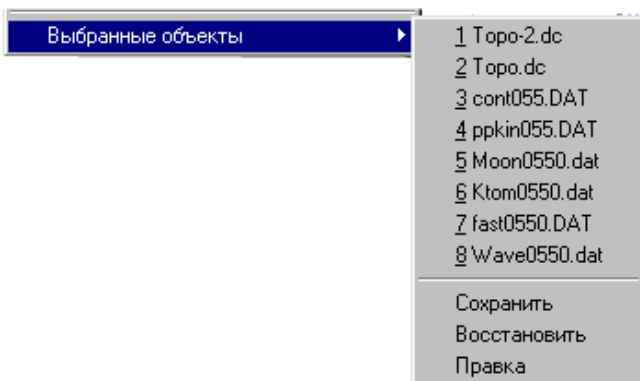 Выбранные объекты
1 Topo-2.dc
2 Topo.dc
3 cont055.DAT
4 ppkin055.DAT
5 Moon0550.dat
6 Ktom0550.dat
7 fast0550.DAT
8 Wave0550.dat
Сохранить
Восстановить
Правка